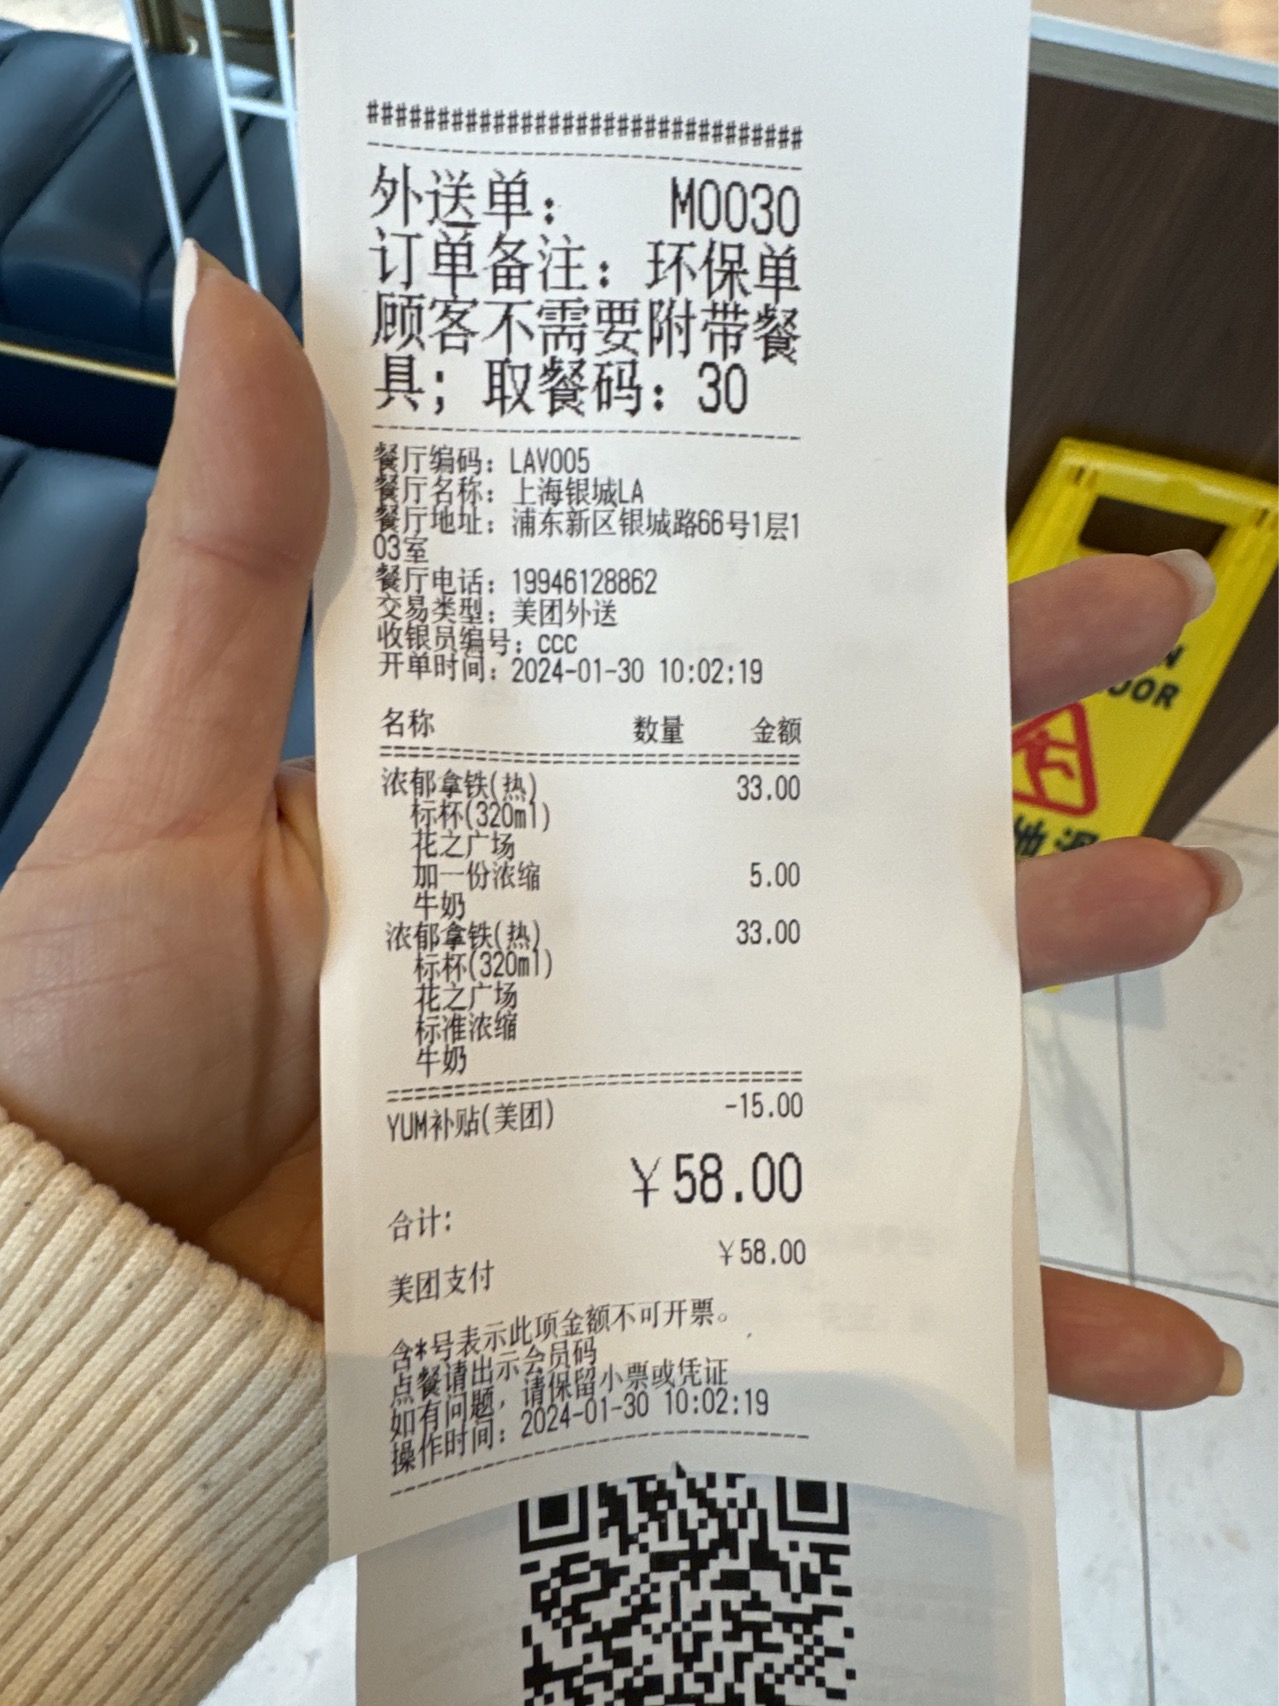 ##############################
外送单： M0030
订单备注：环保单
顾客不需要附带餐
具；取餐码：30
餐厅编码：LAV005
餐厅名称：上海银城LA
餐厅地址：浦东新区银城路66号1层1
03室
餐厅电话：19946128862
交易类型：美团外送
收银员编号：ccc
开单时间：2024-01-30 10:02:19
名称 数量 金额
浓郁拿铁(热) 33.00
标杯(320ml)
花之广场
加一份浓缩 5.00
牛奶
浓郁拿铁(热) 33.00
标杯(320ml)
花之广场
标准浓缩
牛奶
YUM补贴(美团) -15.00
￥58.00
合计:
￥58.00
美团支付
含*号表示此项金额不可开票。
点餐请出示会员码
如有问题，请保留小票或凭证
操作时间：2024-01-30 10:02:19
OOR
地